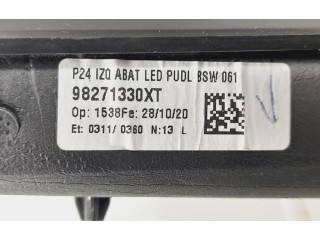 P24 IZQ ABAT LED PUDL BSW 061
98271330XT
Op: 1538Fe: 28/10/20
Et: 0311/ 0360 N:13 L